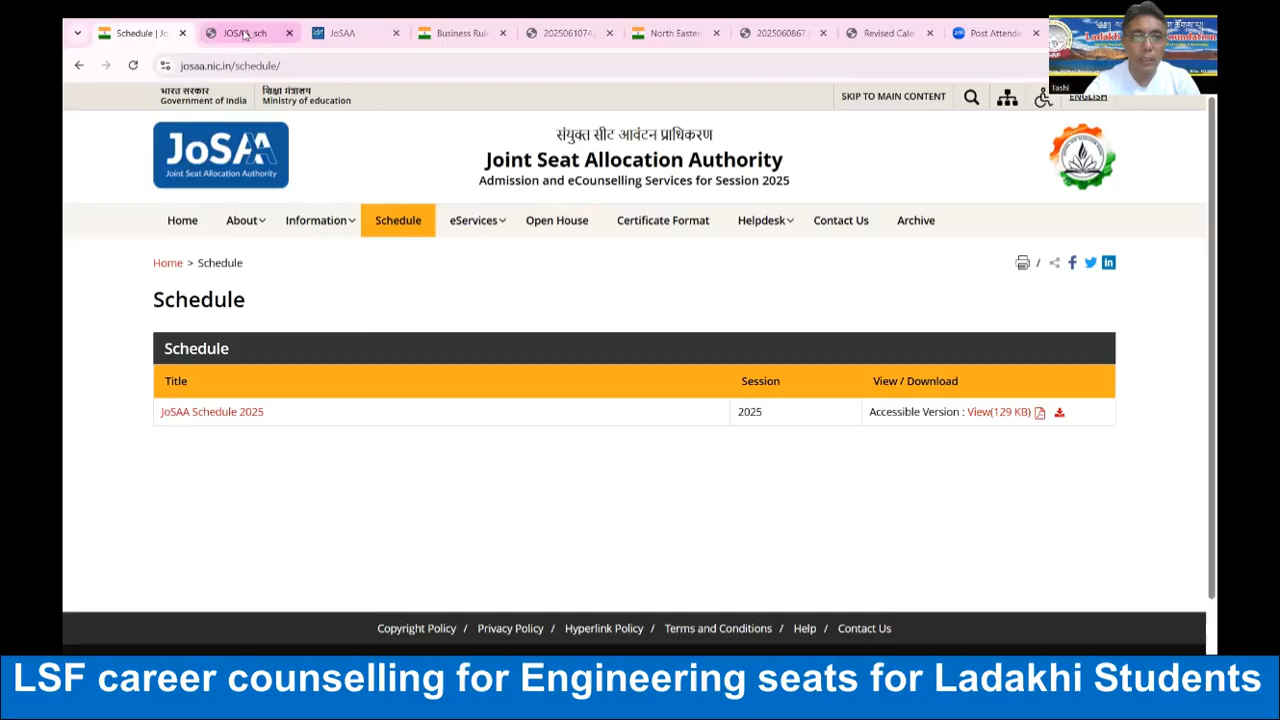 Schedule | Jo
JOSAA_sch
JoSAA
Business
2025061074
North Eastern
2025060867
Revised Cale
Post Attende
josaa.nic.in/schedule/
Tashi
भारत सरकार
Government of India
शिक्षा मंत्रालय
Ministry of education
SKIP TO MAIN CONTENT
ENGLISH
JoSAA
Joint Seat Allocation Authority
संयुक्त सीट आवंटन प्राधिकरण
Joint Seat Allocation Authority
Admission and eCounselling Services for Session 2025
Home About Information Schedule eServices Open House Certificate Format Helpdesk Contact Us Archive
Home > Schedule
/
Schedule
Schedule
Title Session View / Download
JoSAA Schedule 2025 2025 Accessible Version : View(129 KB)
Copyright Policy / Privacy Policy / Hyperlink Policy / Terms and Conditions / Help / Contact Us
LSF career counselling for Engineering seats for Ladakhi Students